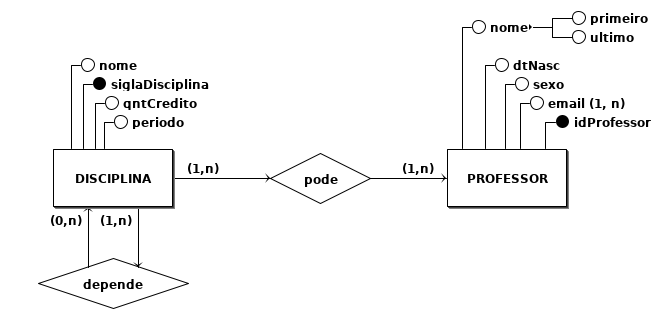 nome
primeiro
ultimo
nome
dtNasc
siglaDisciplina
sexo
qntCredito
email (1, n)
periodo
idProfessor
(1,n)
(1,n)
DISCIPLINA
pode
PROFESSOR
(0,n)
(1,n)
depende